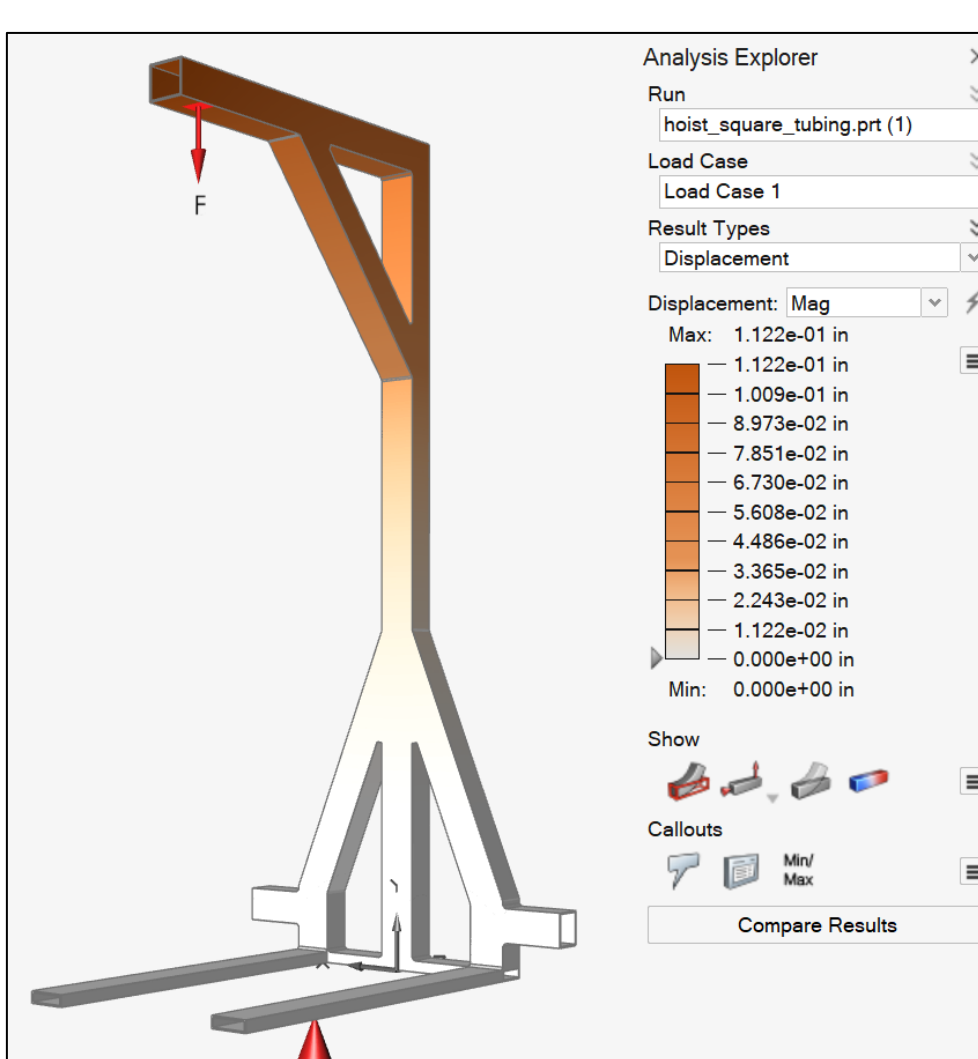 F
Analysis Explorer
Run
hoist_square_tubing.prt (1)
Load Case
Load Case 1
Result Types
Displacement
Displacement: Mag
Max: 1.122e-01 in
1.122e-01 in
1.009e-01 in
8.973e-02 in
7.851e-02 in
6.730e-02 in
5.608e-02 in
4.486e-02 in
3.365e-02 in
2.243e-02 in
1.122e-02 in
0.000e+00 in
Min: 0.000e+00 in
Show
Callouts
Min/
Max
Compare Results